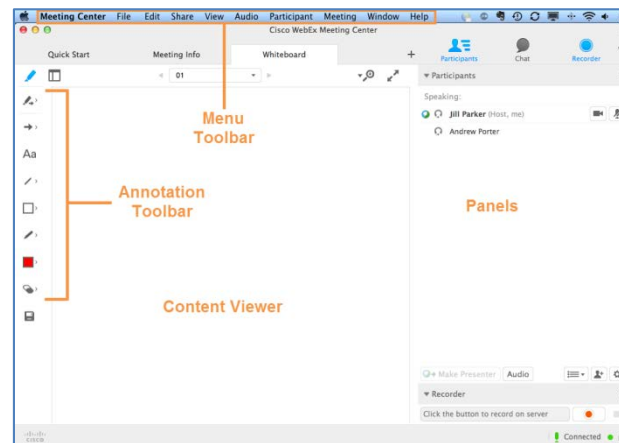 Meeting Center File Edit Share View Audio Participant Meeting Window Help
Cisco WebEx Meeting Center
Quick Start Meeting Info Whiteboard
Participants Chat Recorder
01
Participants
Speaking:
Jill Parker (Host, me)
Andrew Porter
Menu
Toolbar
Aa
Annotation
Toolbar
Panels
Content Viewer
Make Presenter Audio
Recorder
Click the button to record on server
CISCO
Connected